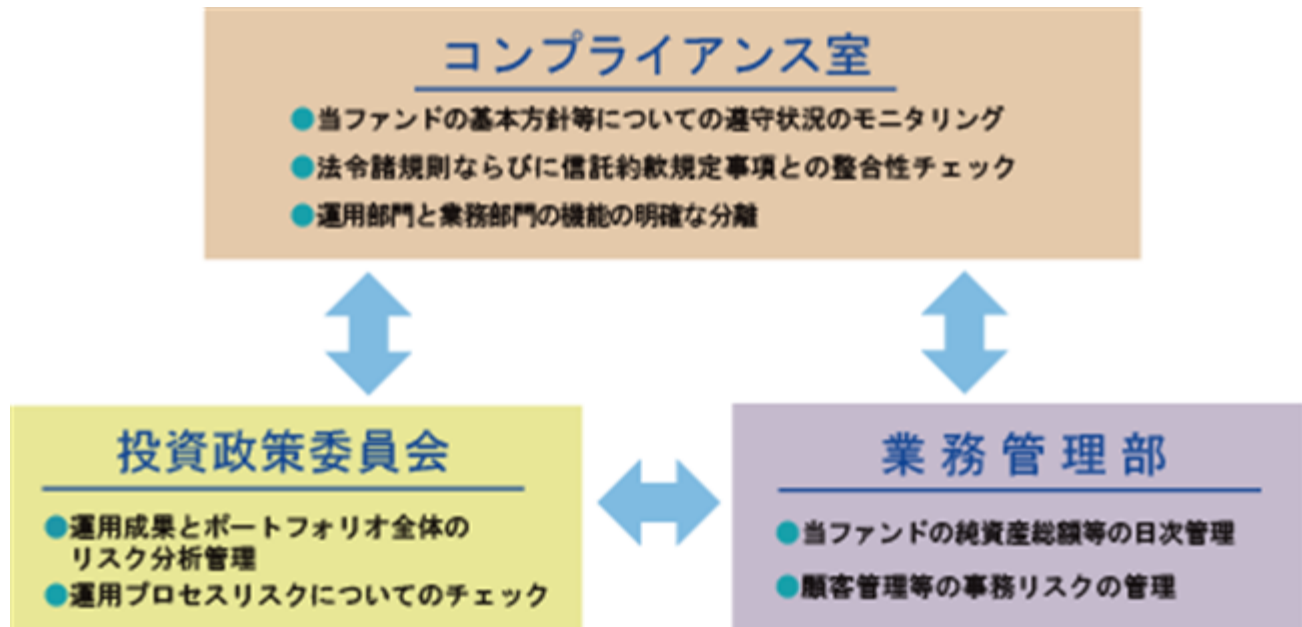 コンプライアンス室
●当ファンドの基本方針等についての遵守状況のモニタリング
●法令諸規則ならびに信託約款規定事項との整合性チェック
●運用部門と業務部門の機能の明確な分離
投資政策委員会
●運用成果とポートフォリオ全体の
リスク分析管理
●運用プロセスリスクについてのチェック
業務管理部
●当ファンドの純資産総額等の日次管理
●顧客管理等の事務リスクの管理